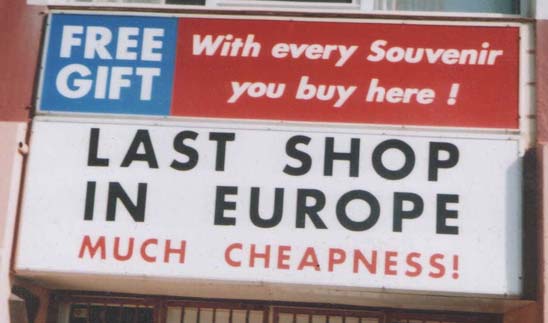 FREE GIFT
With every Souvenir
you buy here !
LAST SHOP
IN EUROPE
MUCH CHEAPNESS!